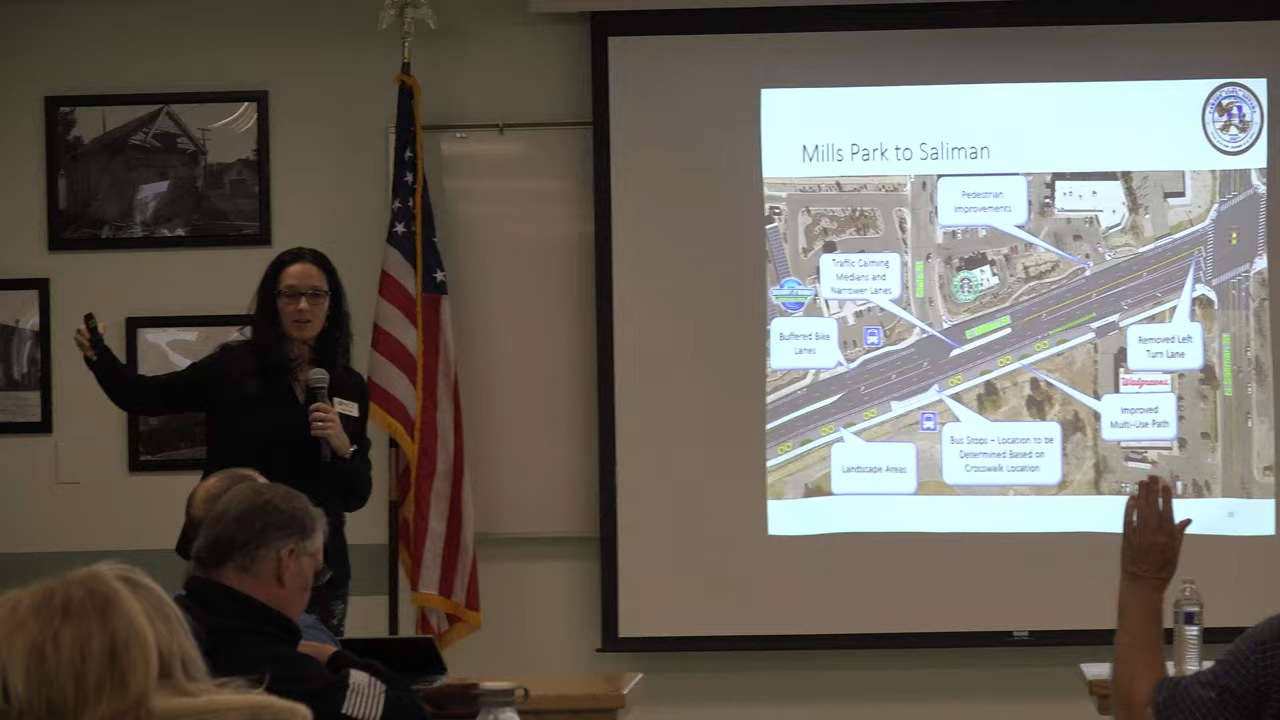 Mills Park to Saliman
Pedestrian
Improvements
Traffic Calming
Medians and
Narrower Lanes
Buffered Bike
Lanes
Removed Left
Turn Lane
Walgreens
Improved
Multi-Use Path
Bus Stops – Location to be
Determined Based on
Crosswalk Location
Landscape Areas